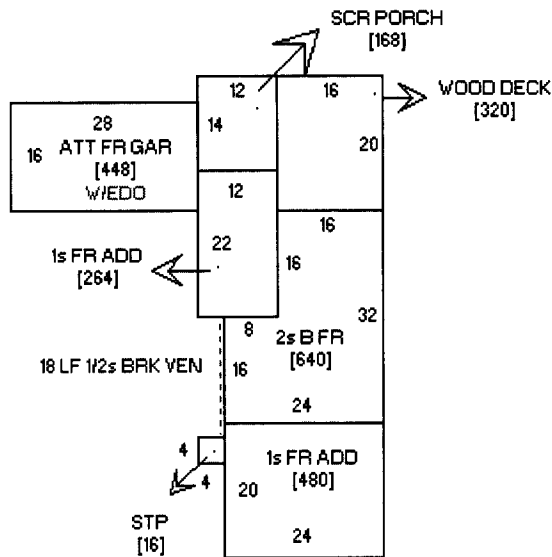 SCR PORCH
[168]
12
16
WOOD DECK
[320]
28
14
16
ATT FR GAR
[448]
W/EDO
20
12
16
1s FR ADD
[264]
22
16
32
8
2s B FR
[640]
18 LF 1/2s BRK VEN
16
24
4
4
1s FR ADD
[480]
20
STP
[16]
24